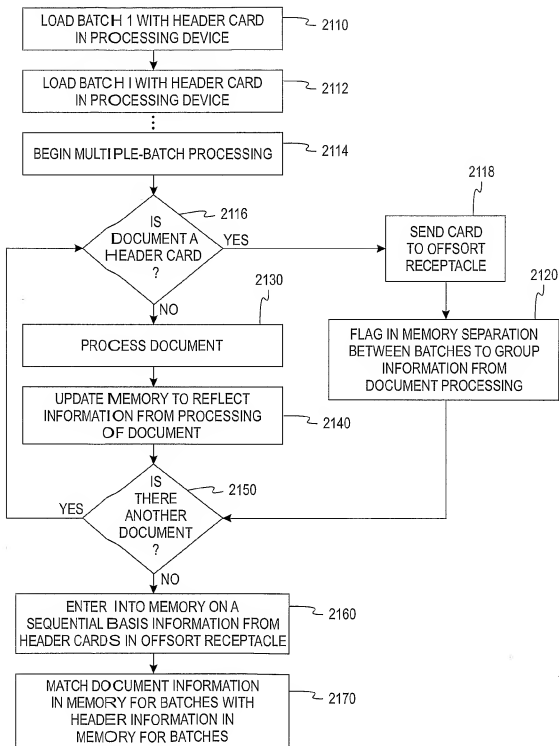 LOAD BATCH 1 WITH HEADER CARD
IN PROCESSING DEVICE
2110
LOAD BATCH I WITH HEADER CARD
IN PROCESSING DEVICE
2112
BEGIN MULTIPLE-BATCH PROCESSING
2114
IS
DOCUMENT A
HEADER CARD
?
2116
YES
NO
SEND CARD
TO OFFSORT
RECEPTACLE
2118
FLAG IN MEMORY SEPARATION
BETWEEN BATCHES TO GROUP
INFORMATION FROM
DOCUMENT PROCESSING
2120
PROCESS DOCUMENT
2130
UPDATE MEMORY TO REFLECT
INFORMATION FROM PROCESSING
OF DOCUMENT
2140
IS
THERE
ANOTHER
DOCUMENT
?
2150
YES
NO
ENTER INTO MEMORY ON A
SEQUENTIAL BASIS INFORMATION FROM
HEADER CARDS IN OFFSORT RECEPTACLE
2160
MATCH DOCUMENT INFORMATION
IN MEMORY FOR BATCHES WITH
HEADER INFORMATION IN
MEMORY FOR BATCHES
2170